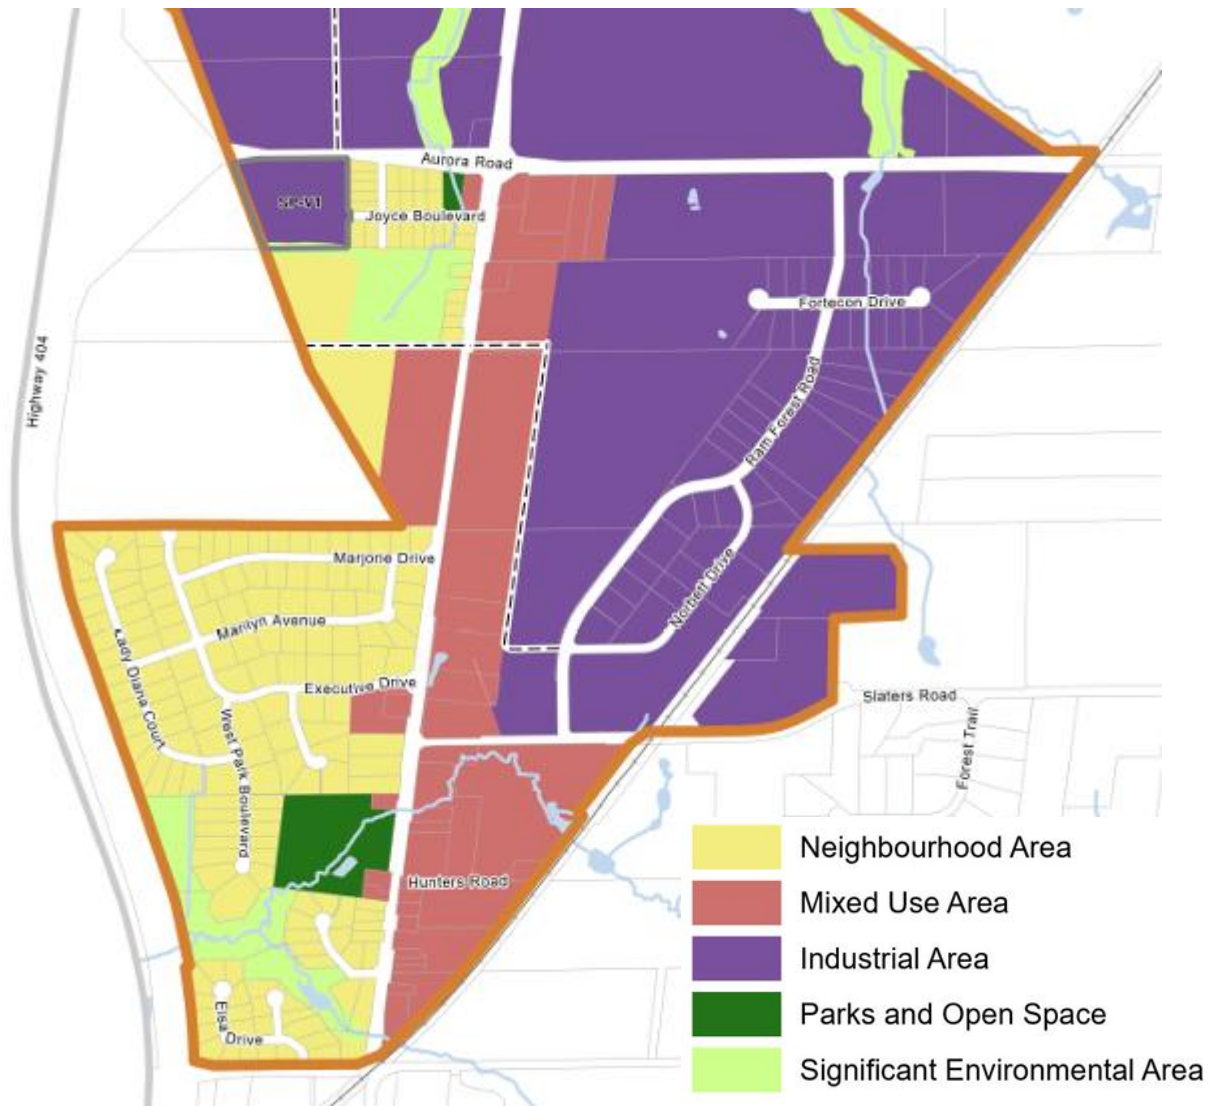 Aurora Road
SP-V1
Joyce Boulevard
Fortecon Drive
Highway 404
Ram Forest Road
Marjorie Drive
Norbett Drive
Marilyn Avenue
Lady Diana Court
Executive Drive
Slaters Road
West Park Boulevard
Forest Trail
Hunters Road
Elsa Drive
Neighbourhood Area
Mixed Use Area
Industrial Area
Parks and Open Space
Significant Environmental Area